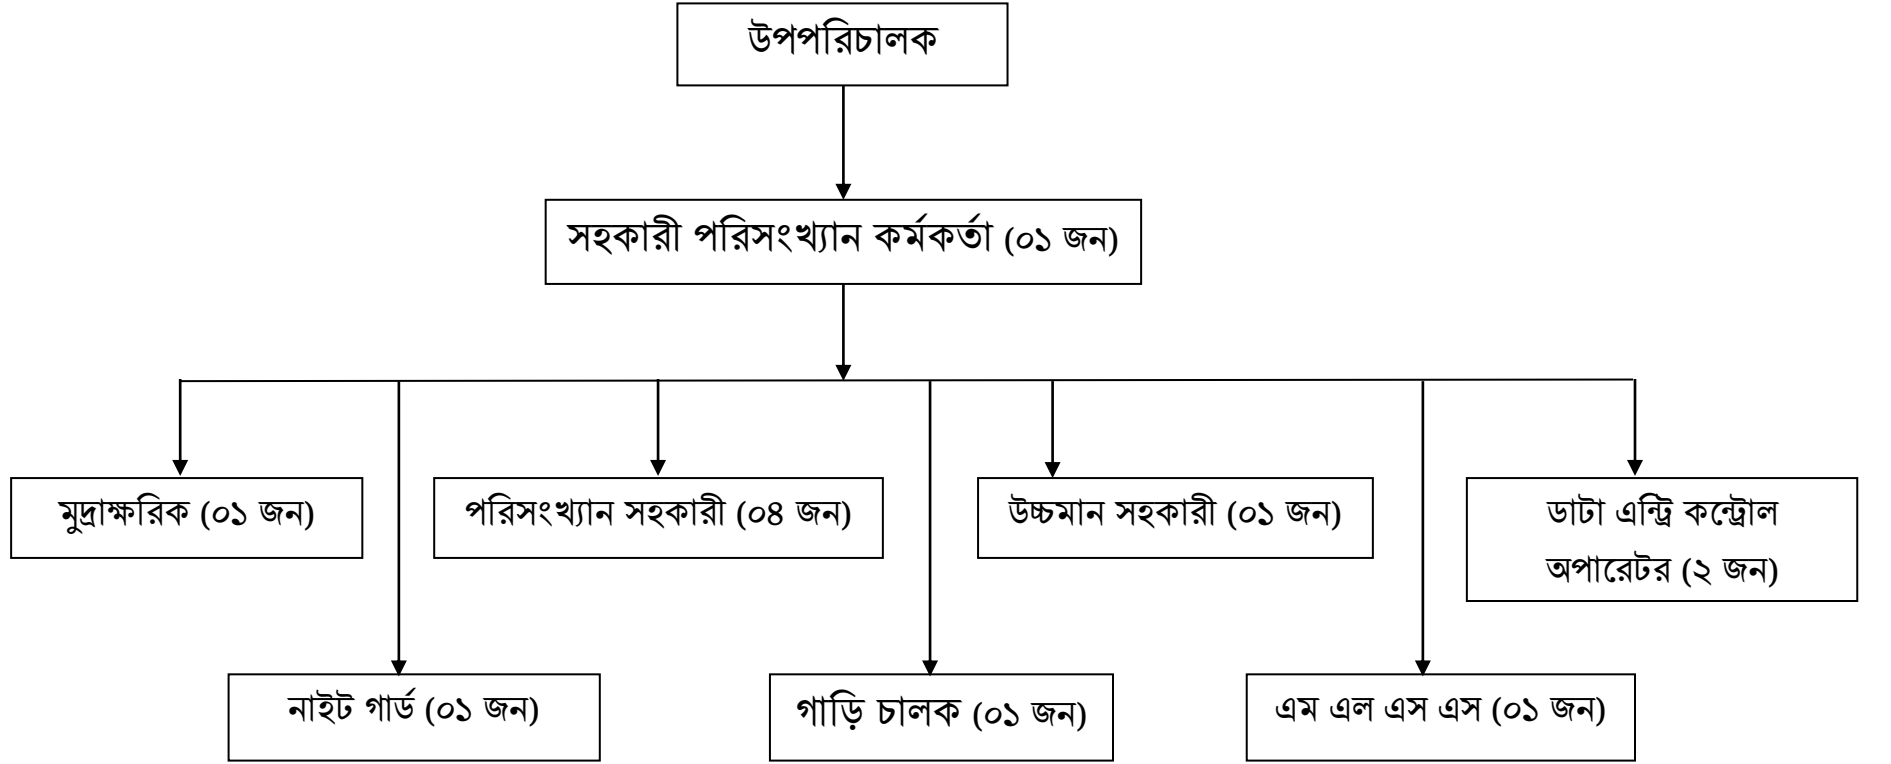 উপপরিচালক
সহকারী পরিসংখ্যান কর্মকর্তা (০১ জন)
মুদ্রাক্ষরিক (০১ জন)
পরিসংখ্যান সহকারী (০৪ জন)
উচ্চমান সহকারী (০১ জন)
ডাটা এন্ট্রি কন্ট্রোল
অপারেটর (২ জন)
নাইট গার্ড (০১ জন)
গাড়ি চালক (০১ জন)
এম এল এস এস (০১ জন)